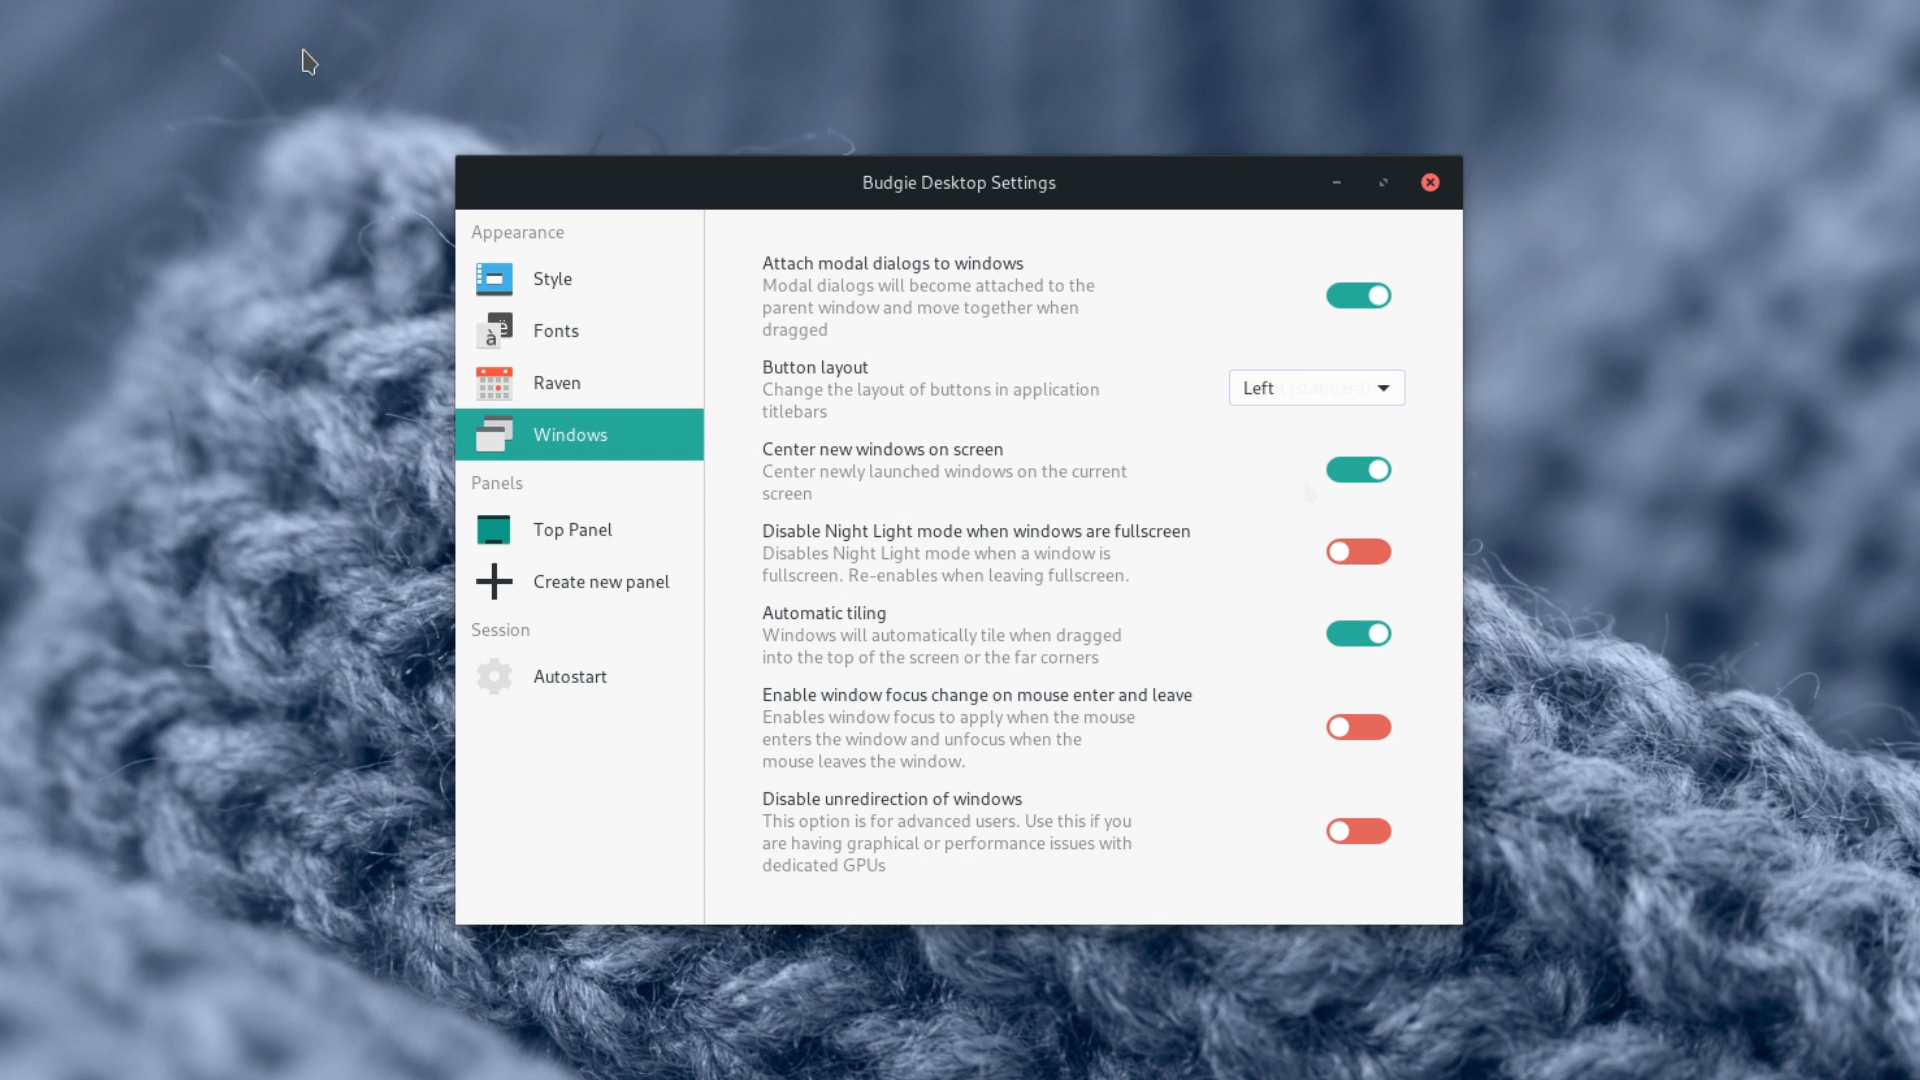 Budgie Desktop Settings
Appearance
Style
Fonts
Raven
Windows
Panels
Top Panel
Create new panel
Session
Autostart
Attach modal dialogs to windows
Modal dialogs will become attached to the
parent window and move together when
dragged
Button layout
Change the layout of buttons in application
titlebars
Left
Center new windows on screen
Center newly launched windows on the current
screen
Disable Night Light mode when windows are fullscreen
Disables Night Light mode when a window is
fullscreen. Re-enables when leaving fullscreen.
Automatic tiling
Windows will automatically tile when dragged
into the top of the screen or the far corners
Enable window focus change on mouse enter and leave
Enables window focus to apply when the mouse
enters the window and unfocus when the
mouse leaves the window.
Disable unredirection of windows
This option is for advanced users. Use this if you
are having graphical or performance issues with
dedicated GPUs